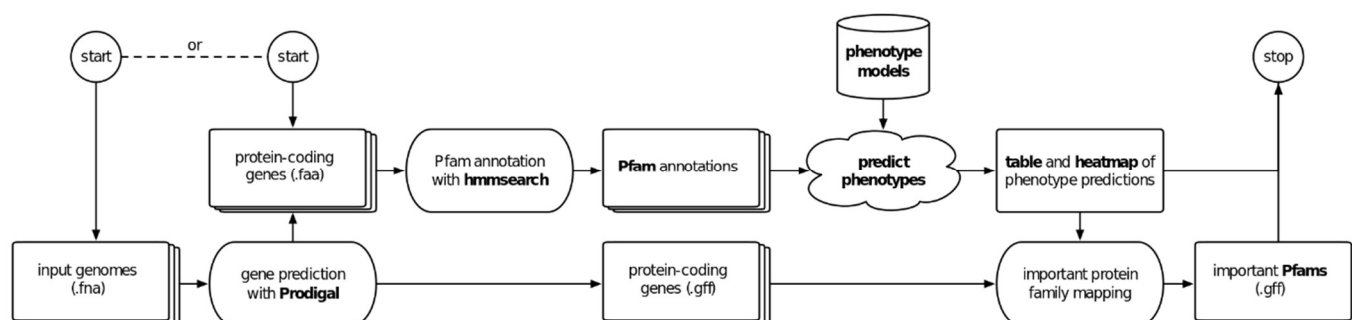 or
start
start
phenotype
models
stop
protein-coding
genes (.faa)
Pfam annotation
with hmmsearch
Pfam annotations
predict
phenotypes
table and heatmap of
phenotype predictions
input genomes
(.fna)
gene prediction
with Prodigal
protein-coding
genes (.gff)
important protein
family mapping
important Pfams
(.gff)